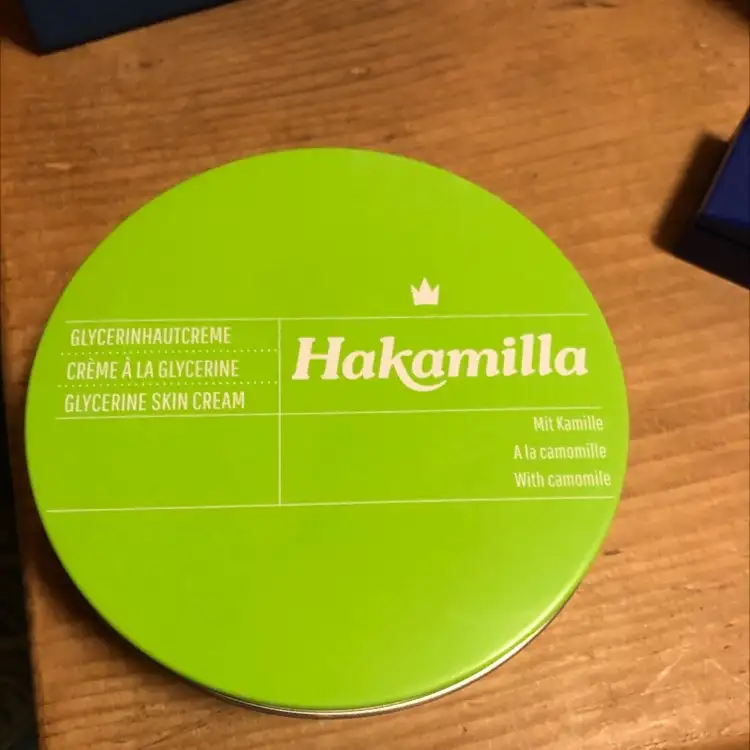 GLYCERINHAUTCREME
CRÈME À LA GLYCERINE
GLYCERINE SKIN CREAM
Hakamilla
Mit Kamille
A la camomille
With camomile